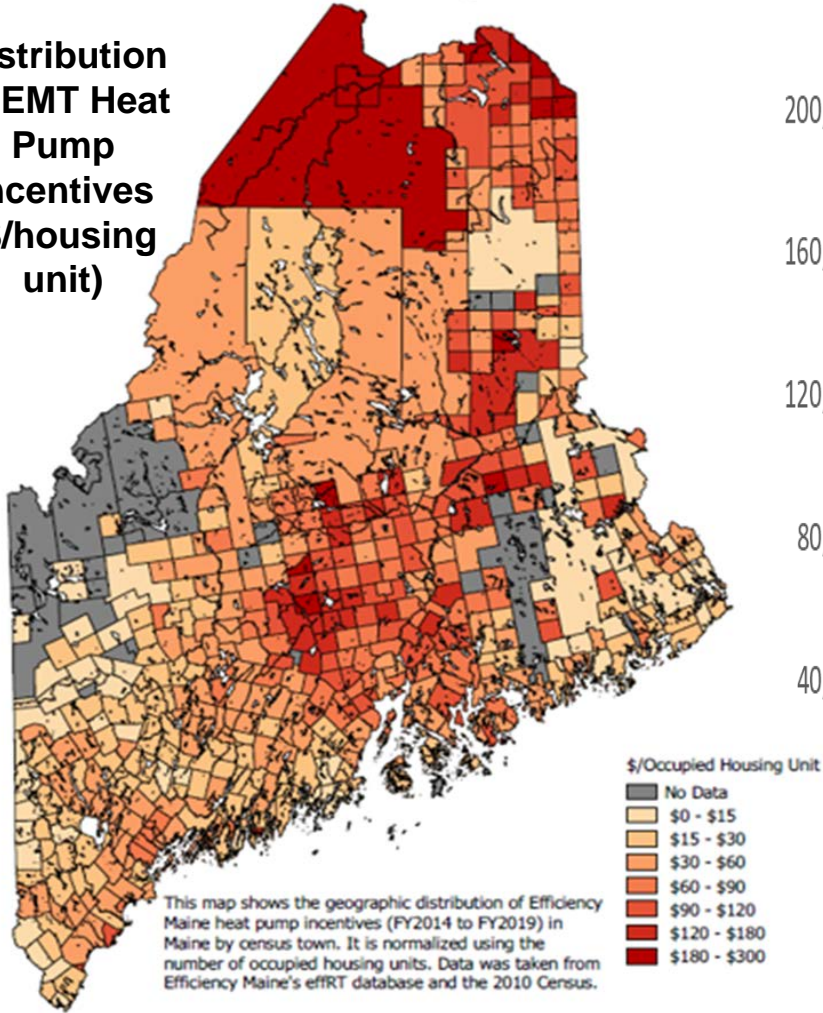 stribution
EMT Heat
Pump
ncentives
/housing
unit)
200,
160,
120,
80,
40,
$/Occupied Housing Unit
No Data
$0 - $15
$15 - $30
$30 - $60
$60 - $90
$90 - $120
$120 - $180
$180 - $300
This map shows the geographic distribution of Efficiency
Maine heat pump incentives (FY2014 to FY2019) in
Maine by census town. It is normalized using the
number of occupied housing units. Data was taken from
Efficiency Maine's effRT database and the 2010 Census.